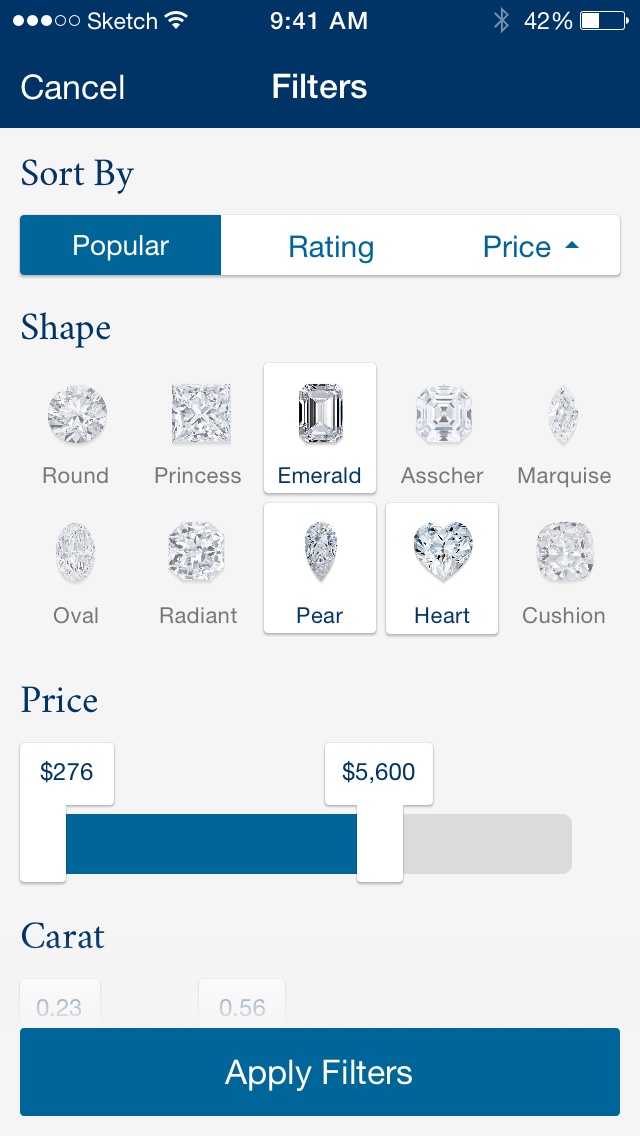 Sketch 9:41 AM 42%
Cancel Filters
Sort By
Popular Rating Price
Shape
Round Princess Emerald Asscher Marquise
Oval Radiant Pear Heart Cushion
Price
$276 $5,600
Carat
0.23 0.56
Apply Filters